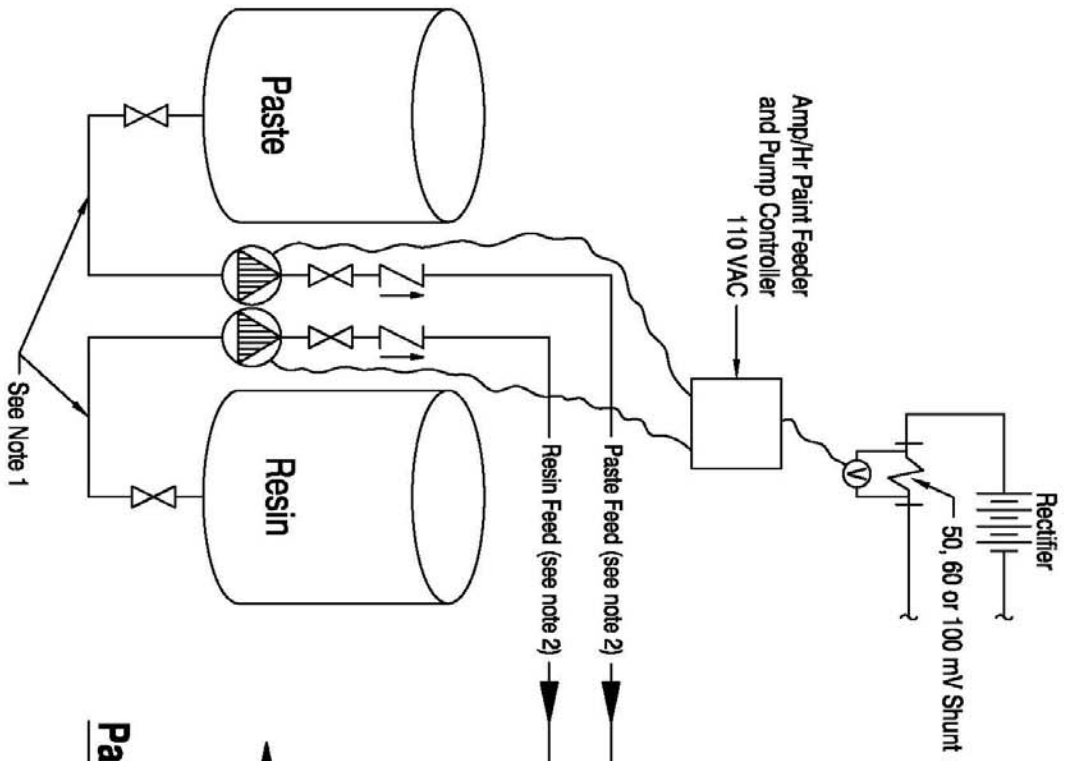 Rectifier
50, 60 or 100 mV Shunt
V
Amp/Hr Paint Feeder
and Pump Controller
110 VAC
Paste Feed (see note 2)
Resin Feed (see note 2)
Paste
Resin
See Note 1
Pa